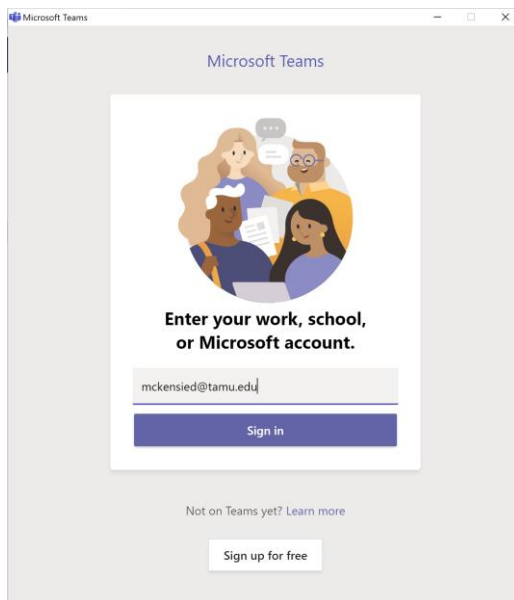 Microsoft Teams
Microsoft Teams
Enter your work, school,
or Microsoft account.
mckensied@tamu.edu
Sign in
Not on Teams yet? Learn more
Sign up for free